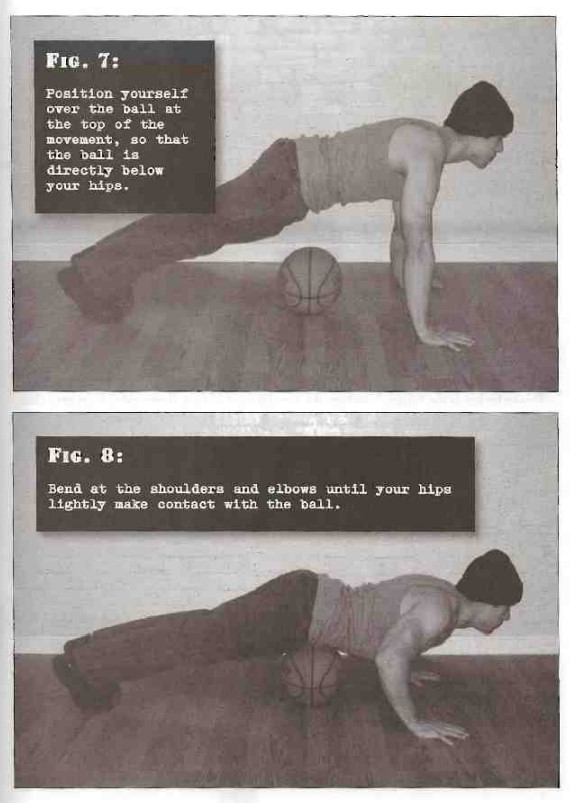 FIG. 7:
Position yourself
over the ball at
the top of the
movement, so that
the ball is
directly below
your hips.
FIG. 8:
Bend at the shoulders and elbows until your hips
lightly make contact with the ball.